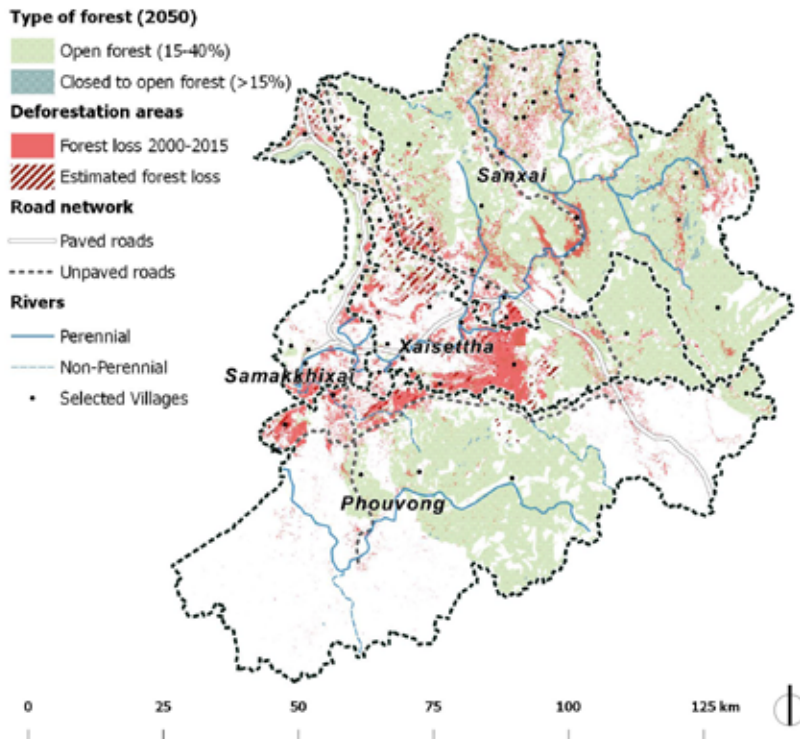 Type of forest (2050)
Open forest (15-40%)
Closed to open forest (>15%)
Deforestation areas
Forest loss 2000-2015
Estimated forest loss
Road network
Paved roads
Unpaved roads
Rivers
Perennial
Non-Perennial
Selected Villages
Sanxai
Xaisettha
Samakkhixai
Phouvong
0 25 50 75 100 125 km